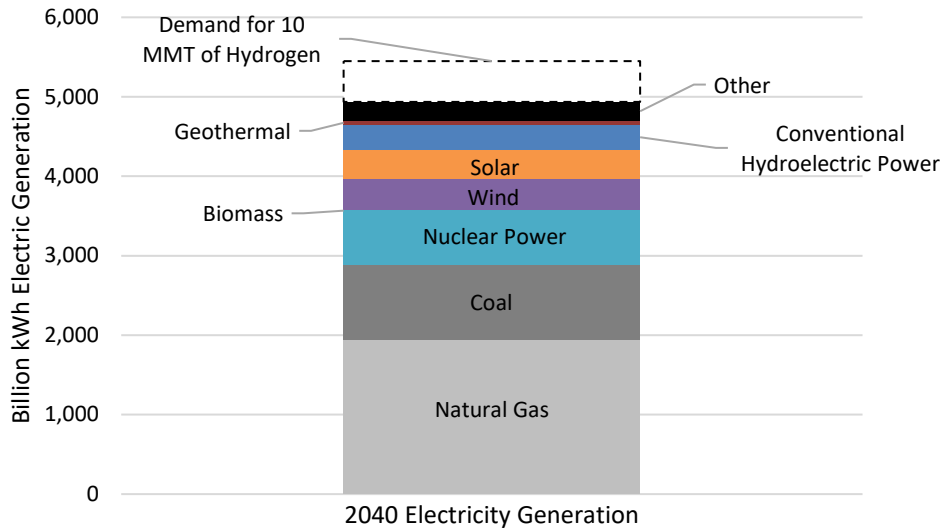 6,000
Demand for 10
MMT of Hydrogen
5,000
Other
Geothermal
Conventional
Hydroelectric Power
4,000
Solar
Wind
Biomass
Nuclear Power
3,000
Coal
2,000
Natural Gas
1,000
0
Billion kWh Electric Generation
2040 Electricity Generation